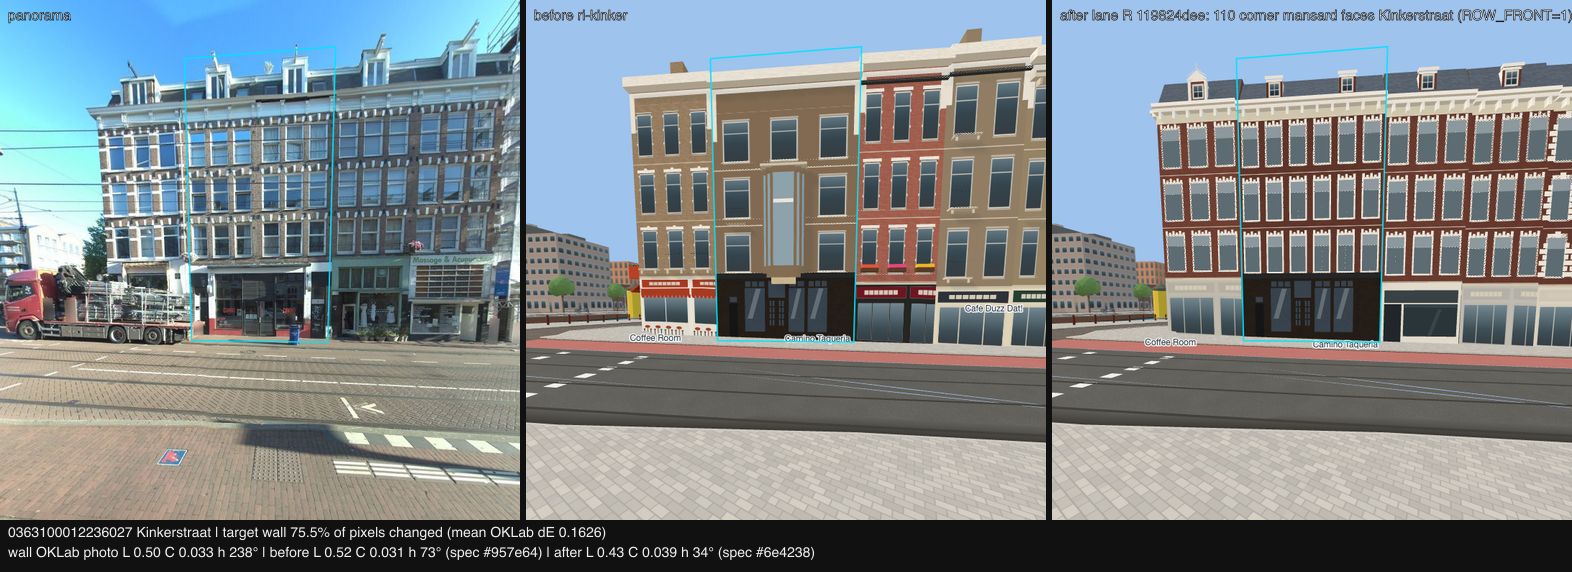 panorama
before ri-kinker
after lane R 119824dee: 110 corner mansard faces Kinkerstraat (ROW_FRONT=1)
Massage & Acupu
Cafe Duzz Dat!
Coffee Room
Camino Taqueria
Coffee Room
Camino Taqueria
0363100012236027 Kinkerstraat | target wall 75.5% of pixels changed (mean OKLab dE 0.1626)
wall OKLab photo L 0.50 C 0.033 h 238° | before L 0.52 C 0.031 h 73° (spec #957e64) | after L 0.43 C 0.039 h 34° (spec #6e4238)